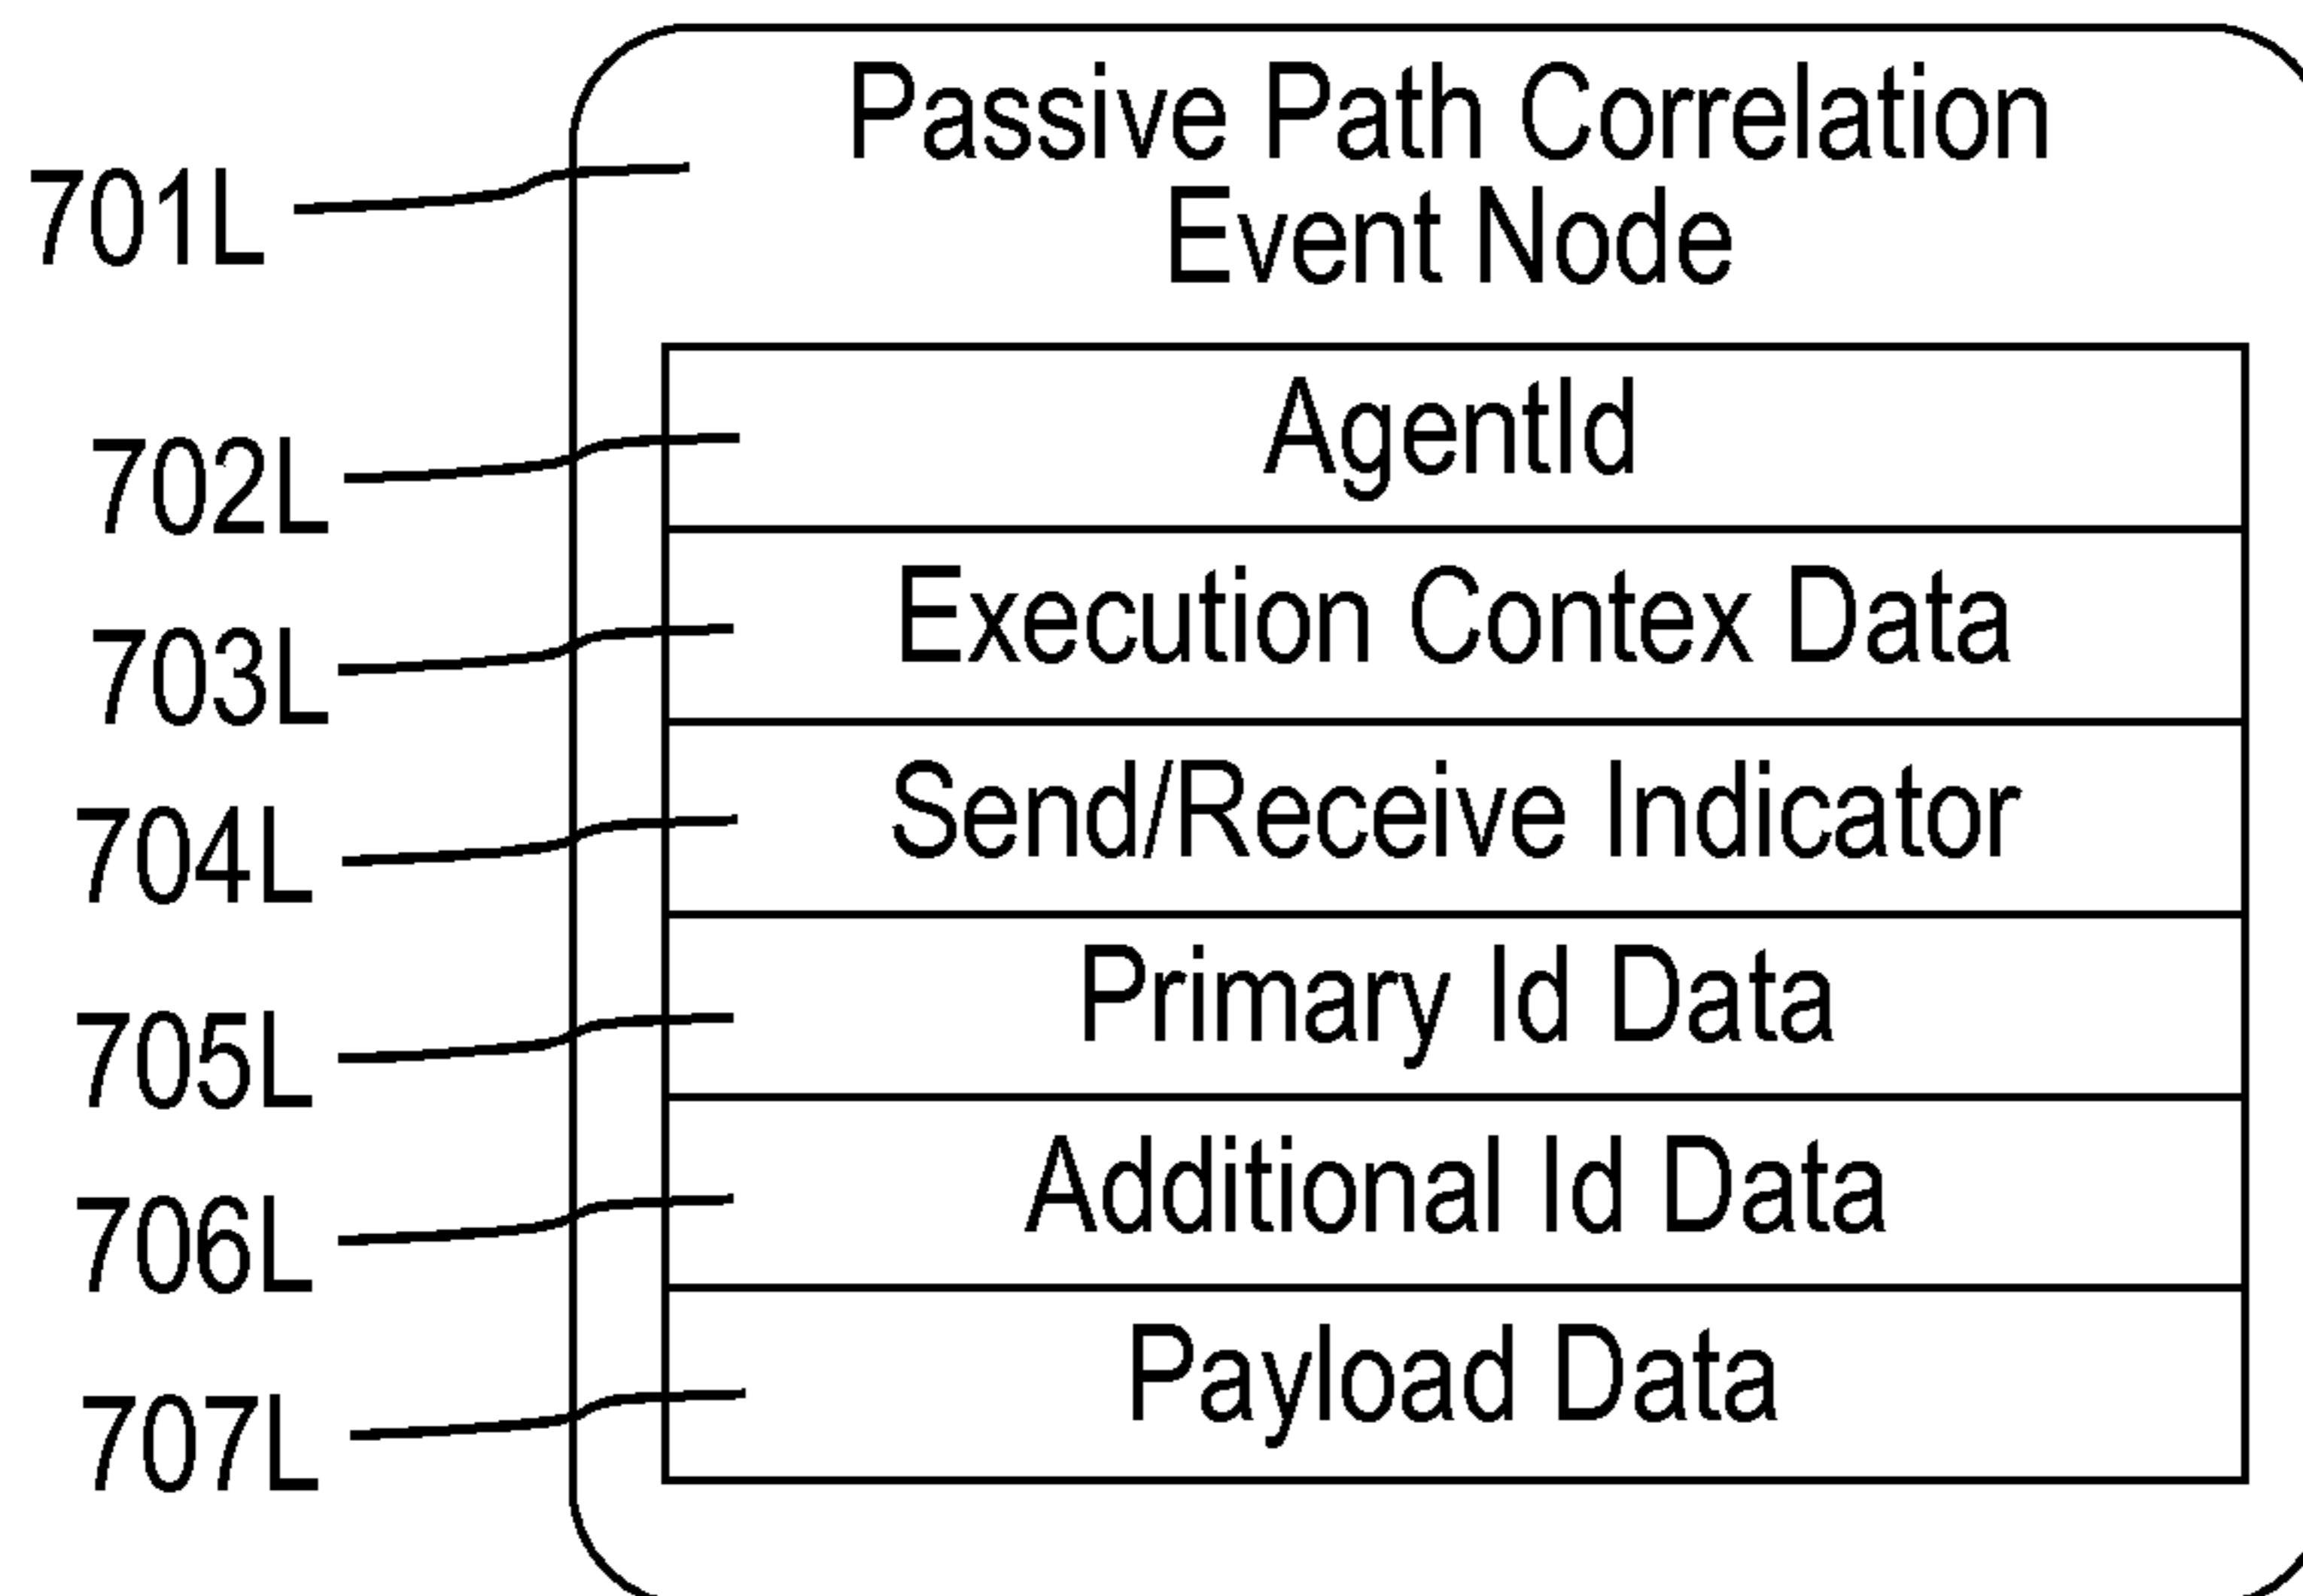 Passive Path Correlation
701L
Event Node
702L AgentId
703L Execution Contex Data
704L Send/Receive Indicator
705L Primary Id Data
706L Additional Id Data
707L Payload Data